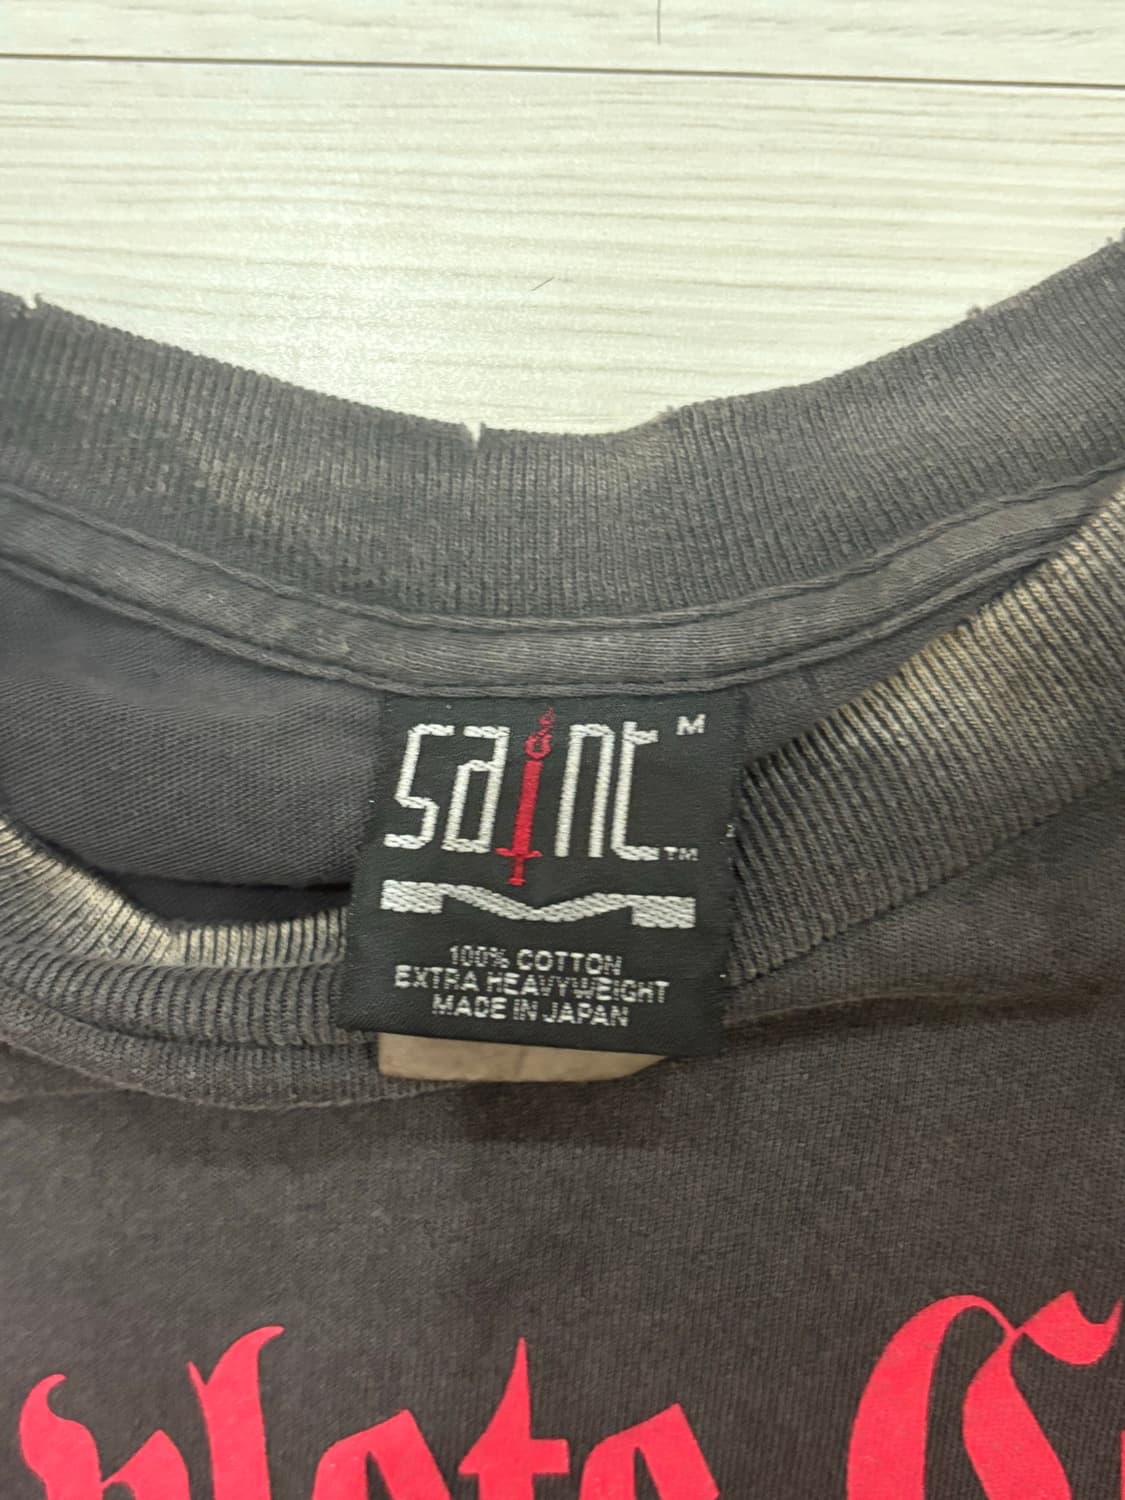 saint M
TM
100% COTTON
EXTRA HEAVYWEIGHT
MADE IN JAPAN